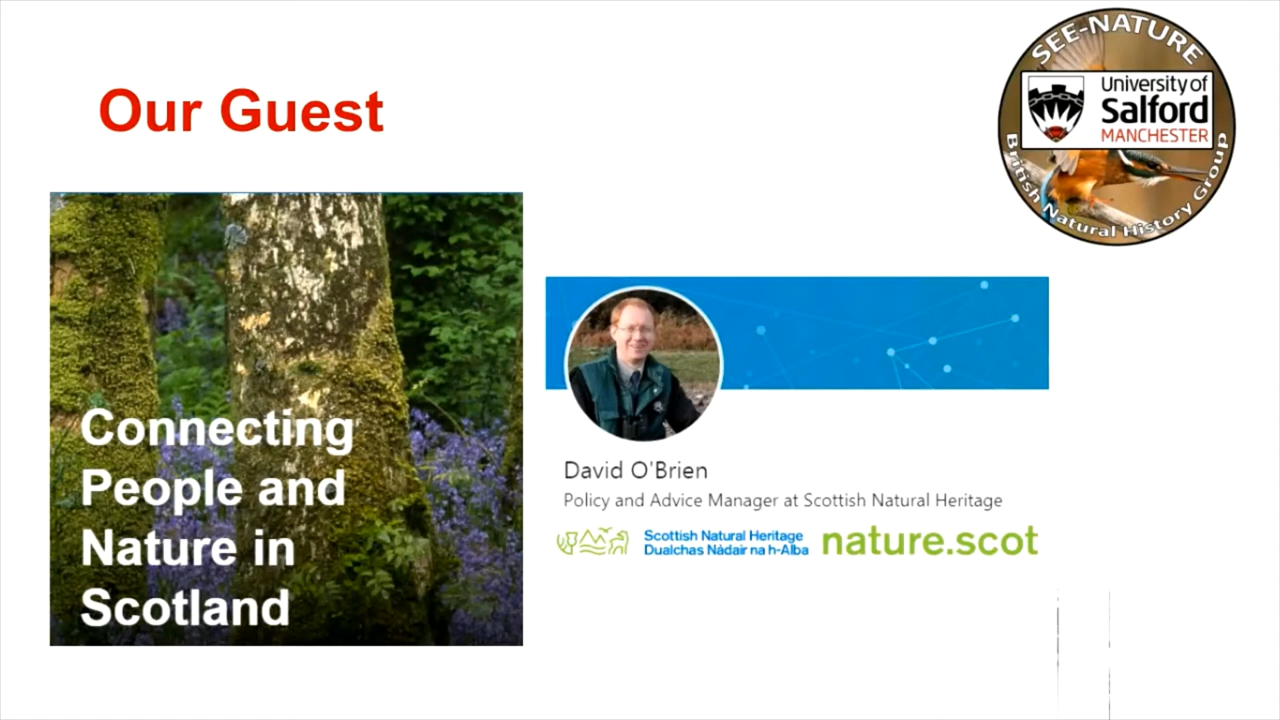 Our Guest
SEE-NATURE
University of
Salford
MANCHESTER
British Natural History Group
Connecting
People and
Nature in
Scotland
David O'Brien
Policy and Advice Manager at Scottish Natural Heritage
Scottish Natural Heritage
Dualchas Nàdair na h-Alba
nature.scot